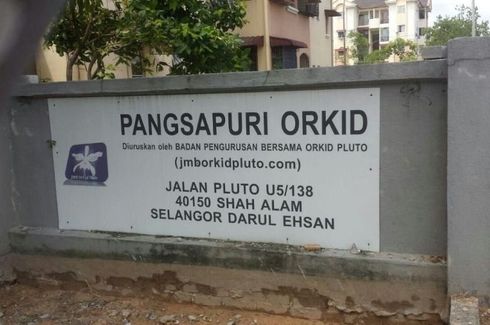 PANGSAPURI ORKID
Diuruskan oleh BADAN PENGURUSAN BERSAMA ORKID PLUTO
(jmborkidpluto.com)
JALAN PLUTO U5/138
40150 SHAH ALAM
SELANGOR DARUL EHSAN